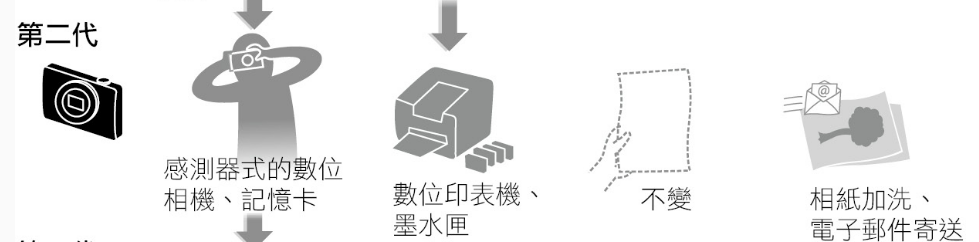 第二代
感測器式的數位
相機、記憶卡
數位印表機、
墨水匣
不變
相紙加洗、
電子郵件寄送
@